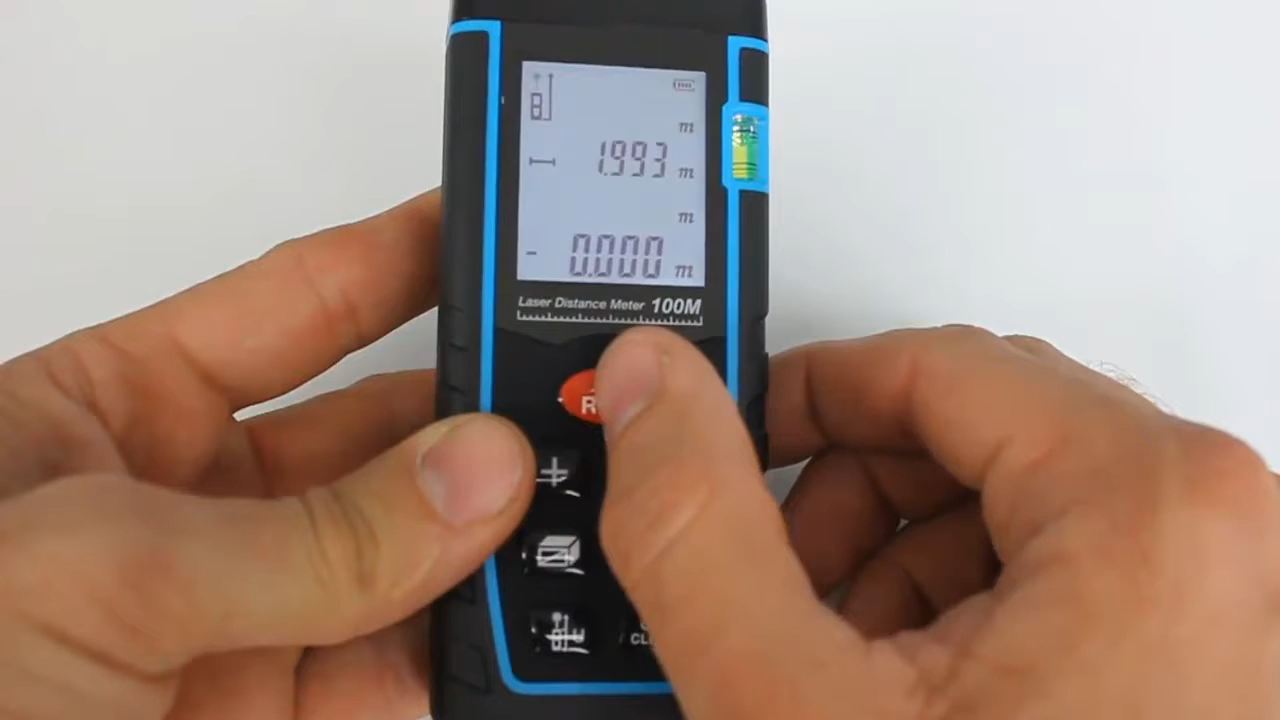 m
1.993 m
m
- 0.000 m
Laser Distance Meter 100M